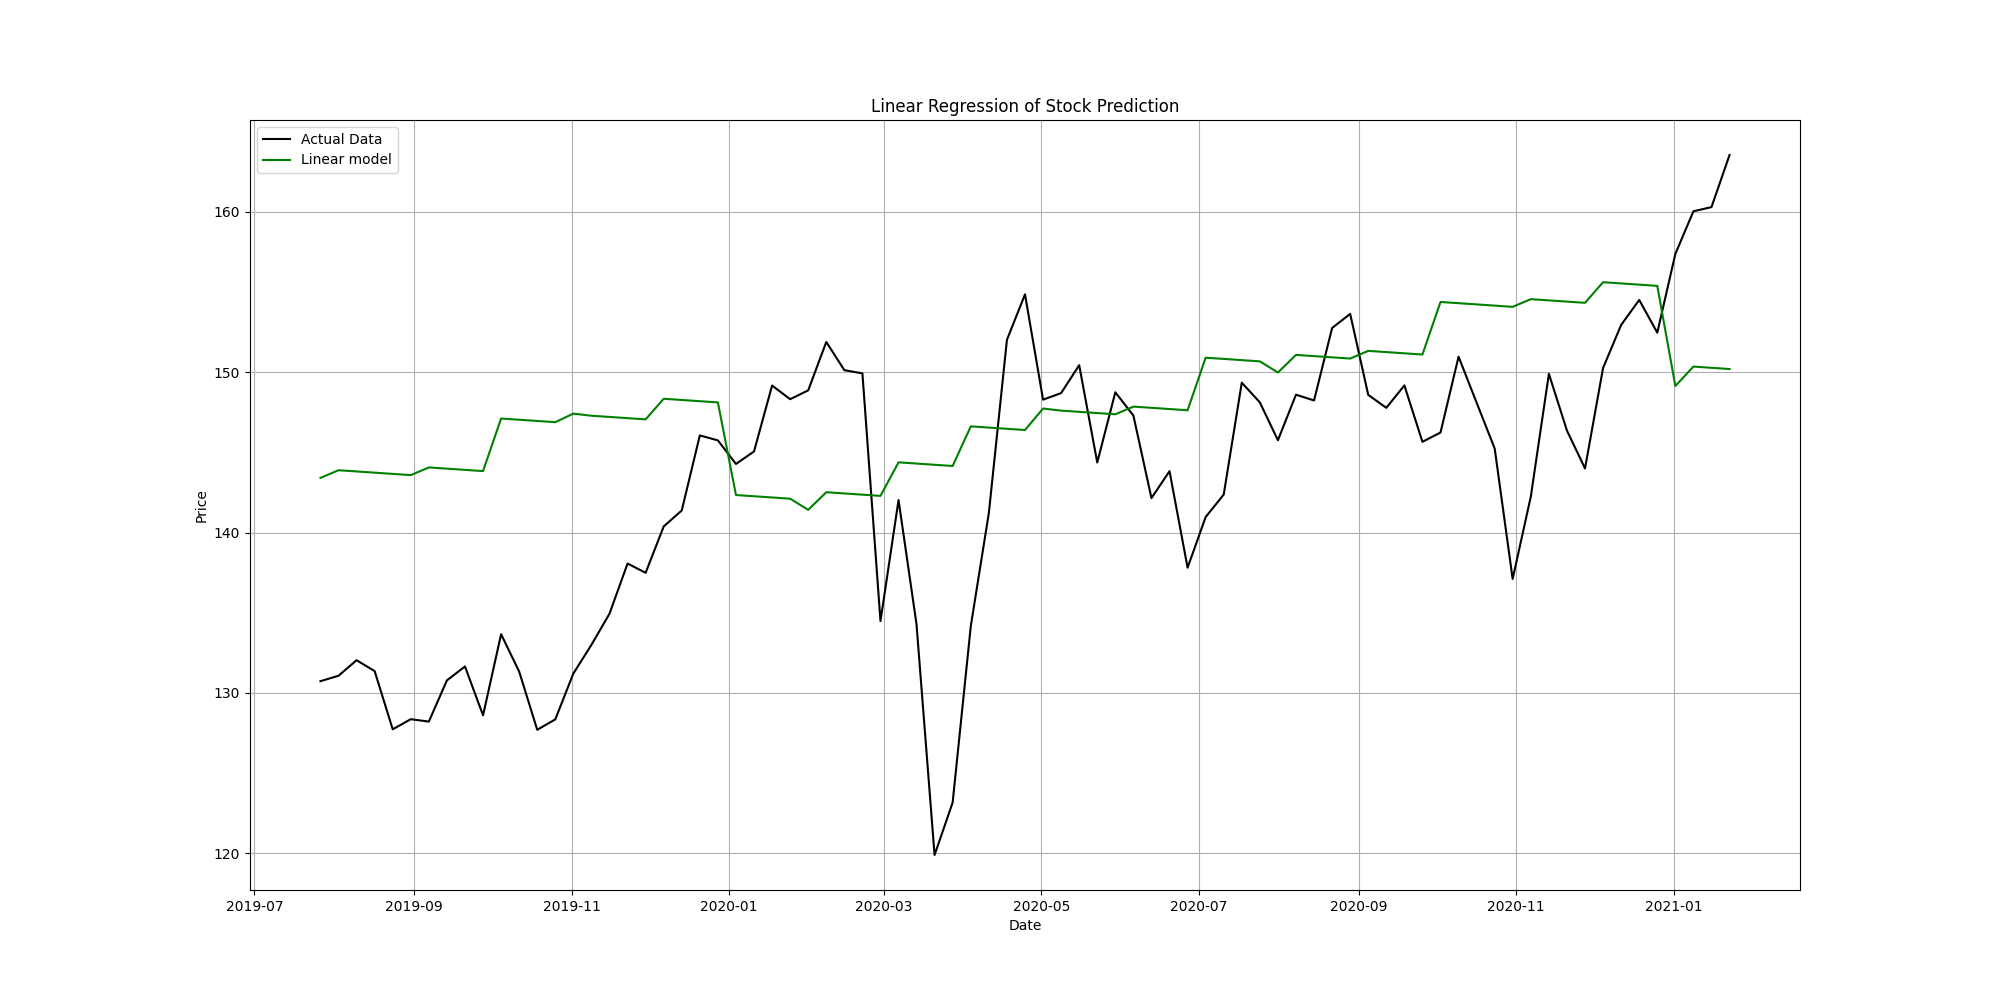 Linear Regression of Stock Prediction
Actual Data
Linear model
160
150
140
130
120
Price
2019-07 2019-09 2019-11 2020-01 2020-03 2020-05 2020-07 2020-09 2020-11 2021-01
Date